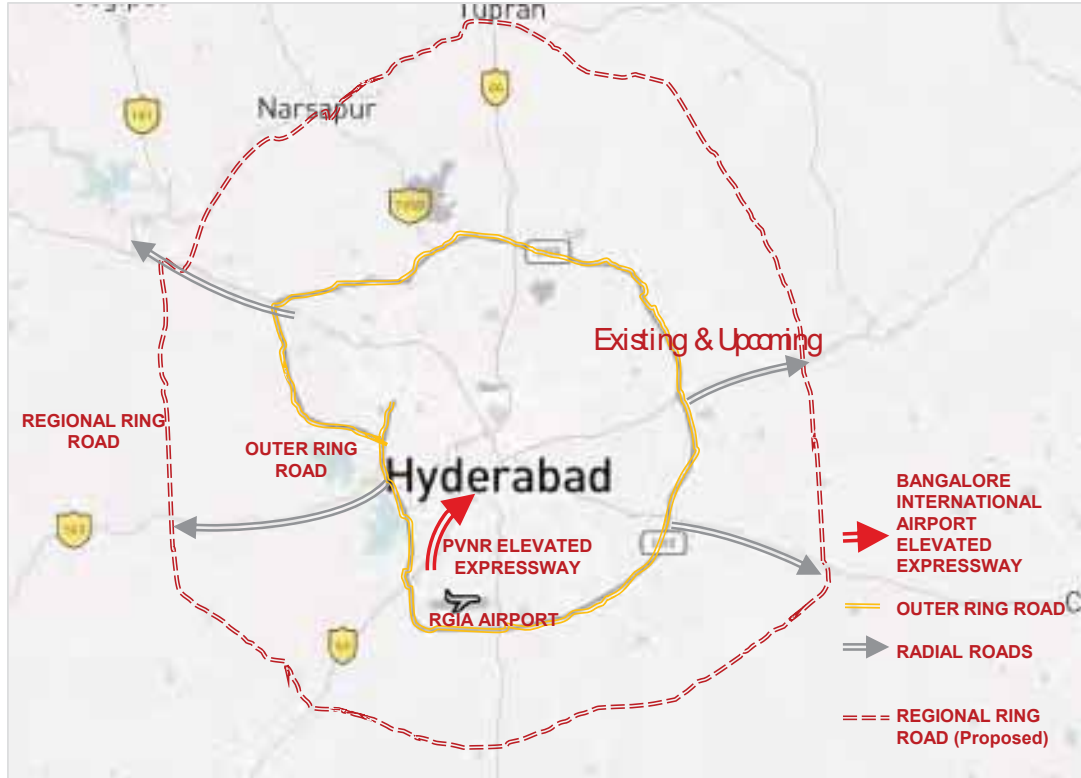 Tupran
Narsapur
161
Existing & Upcoming
REGIONAL RING
ROAD
OUTER RING
ROAD
Hyderabad
PVNR ELEVATED
EXPRESSWAY
RGIA AIRPORT
BANGALORE
INTERNATIONAL
AIRPORT
ELEVATED
EXPRESSWAY
OUTER RING ROAD
RADIAL ROADS
REGIONAL RING
ROAD (Proposed)